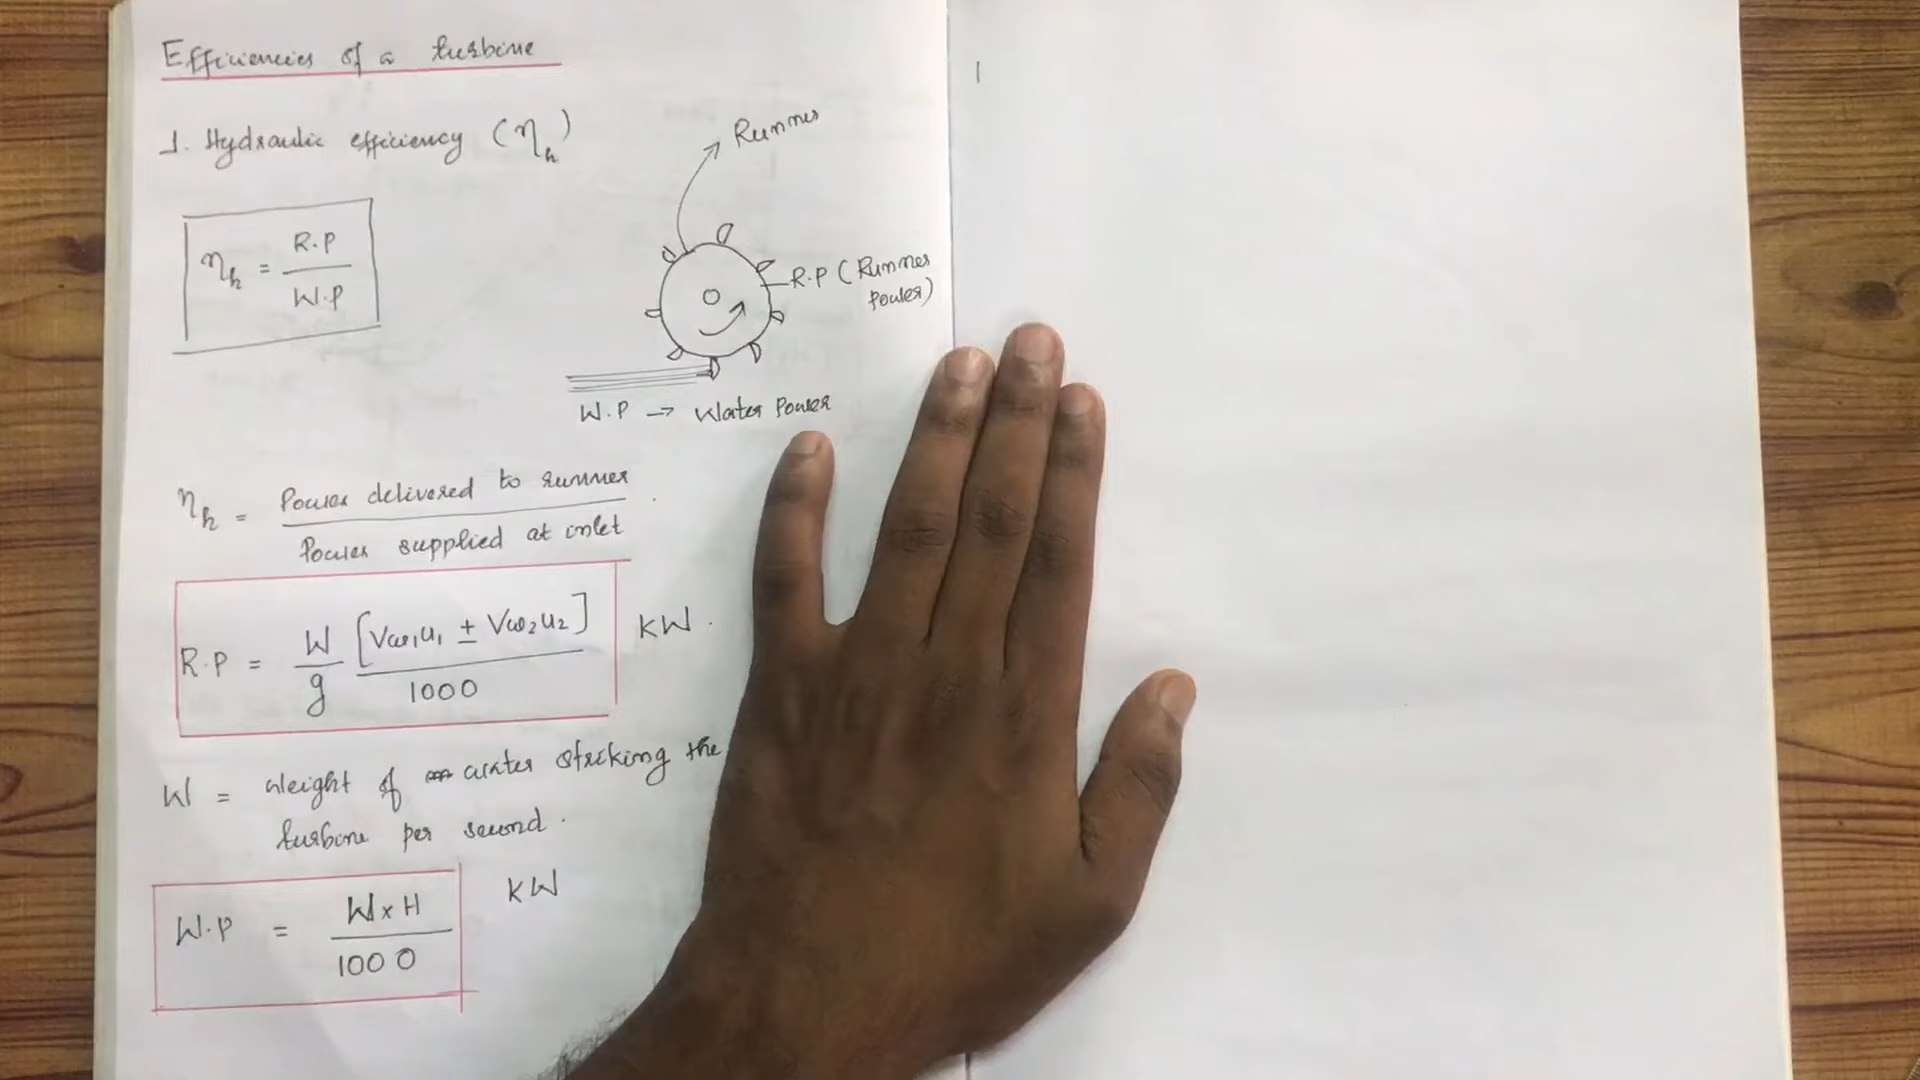 Efficiencies of a turbine
1. Hydraulic efficiency (ηh)
Runner
ηh = R.P / W.P
R.P (Runner
Power)
W.P → Water Power
ηh = Power delivered to runner / Power supplied at inlet
R.P = W/g [Vw1u1 ± Vw2u2] / 1000 KW.
W = Weight of water striking the
turbine per second.
W.P = W×H / 1000 KW